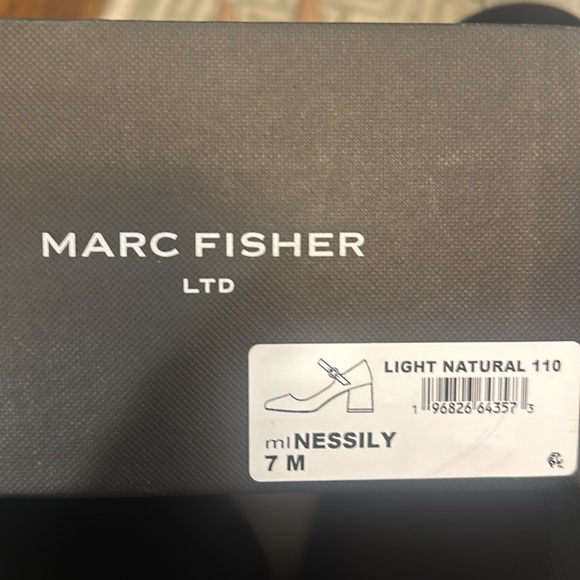 MARC FISHER
LTD
LIGHT NATURAL 110
1 96826 64357 3
mlNESSILY
7 M